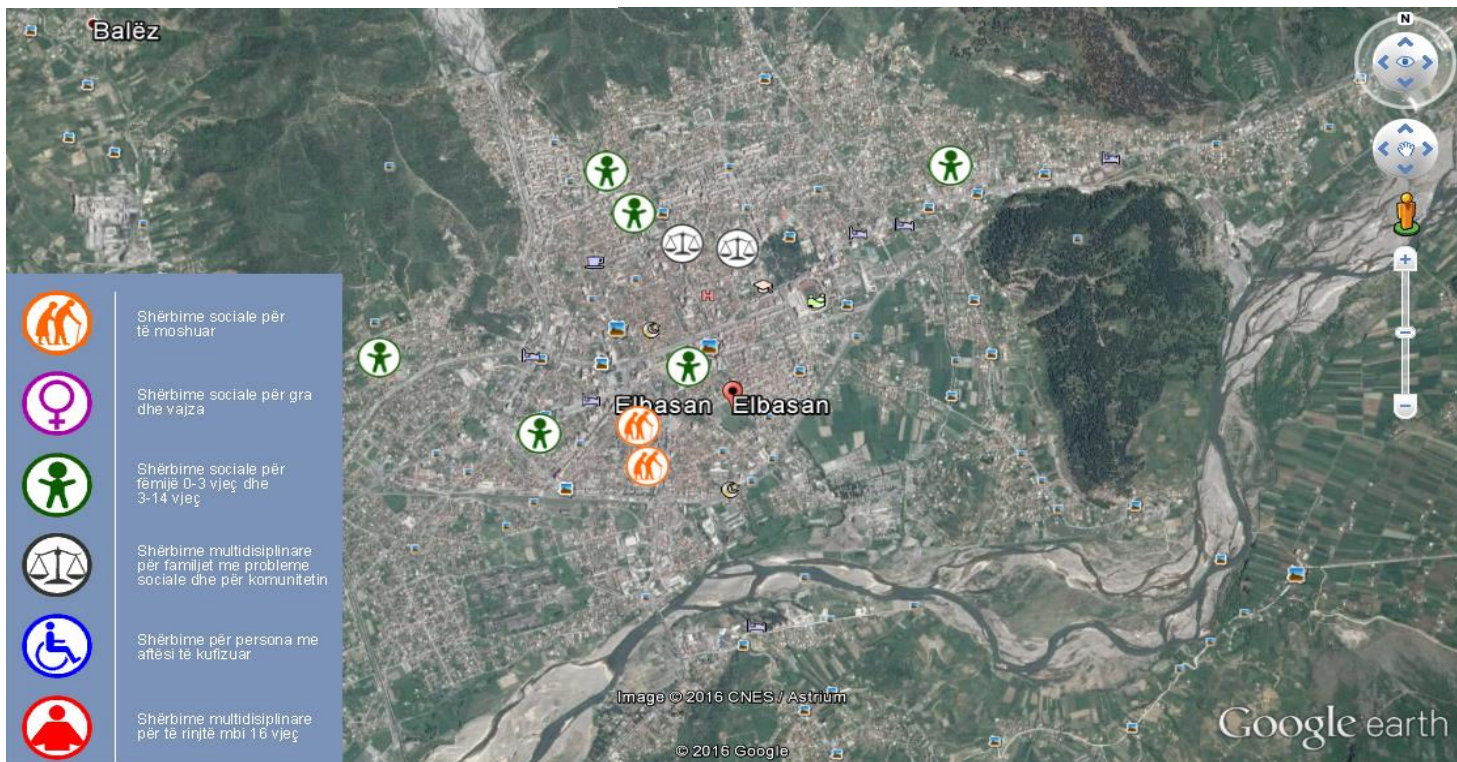 Balëz
N
Elbasan
Elbasan
H
Shërbime sociale për
të moshuar
Shërbime sociale për gra
dhe vajza
Shërbime sociale për
fëmijë 0-3 vjeç dhe
3-14 vjeç
Shërbime multidisiplinare
për familjet me probleme
sociale dhe për komunitetin
Shërbime për persona me
aftësi të kufizuar
Shërbime multidisiplinare
për të rinjtë mbi 16 vjeç
Image © 2016 CNES / Astrium
© 2016 Google
Google earth